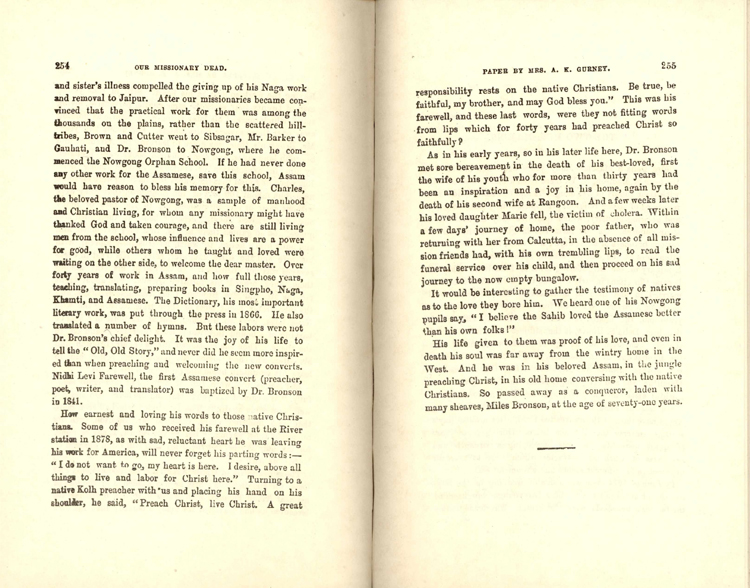 254
OUR MISSIONARY DEAD.
and sister's illness compelled the giving up of his Naga work
and removal to Jaipur. After our missionaries became con-
vinced that the practical work for them was among the
thousands on the plains, rather than the scattered hill-
tribes, Brown and Cutter went to Sibsagar, Mr. Barker to
Gauhati, and Dr. Bronson to Nowgong, where he com-
menced the Nowgong Orphan School. If he had never done
any other work for the Assamese, save this school, Assam
would have reason to bless his memory for this. Charles,
the beloved pastor of Nowgong, was a sample of manhood
and Christian living, for whom any missionary might have
thanked God and taken courage, and there are still living
men from the school, whose influence and lives are a power
for good, while others whom he taught and loved were
waiting on the other side, to welcome the dear master. Over
forty years of work in Assam, and how full those years,
teaching, translating, preparing books in Singpho, Naga,
Khamti, and Assamese. The Dictionary, his most important
literary work, was put through the press in 1866. He also
translated a number of hymns. But these labors were not
Dr. Bronson's chief delight. It was the joy of his life to
tell the "Old, Old Story," and never did he seem more inspir-
ed than when preaching and welcoming the new converts.
Nidhi Levi Farewell, the first Assamese convert (preacher,
poet, writer, and translator) was baptized by Dr. Bronson
in 1841.
How earnest and loving his words to those native Chris-
tians. Some of us who received his farewell at the River
station in 1878, as with sad, reluctant heart he was leaving
his work for America, will never forget his parting words:—
"I do not want to go, my heart is here. I desire, above all
things to live and labor for Christ here." Turning to a
native Kolh preacher with us and placing his hand on his
shoulder, he said, "Preach Christ, live Christ. A great
PAPER BY MRS. A. K. GURNEY.
255
responsibility rests on the native Christians. Be true, be
faithful, my brother, and may God bless you." This was his
farewell, and these last words, were they not fitting words
from lips which for forty years had preached Christ so
faithfully?
As in his early years, so in his later life here, Dr. Bronson
met sore bereavement in the death of his best-loved, first
the wife of his youth who for more than thirty years had
been an inspiration and a joy in his home, again by the
death of his second wife at Rangoon. And a few weeks later
his loved daughter Marie fell, the victim of cholera. Within
a few days' journey of home, the poor father, who was
returning with her from Calcutta, in the absence of all mis-
sion friends had, with his own trembling lips, to read the
funeral service over his child, and then proceed on his sad
journey to the now empty bungalow.
It would be interesting to gather the testimony of natives
as to the love they bore him. We heard one of his Nowgong
pupils say, "I believe the Sahib loved the Assamese better
than his own folks!"
His life given to them was proof of his love, and even in
death his soul was far away from the wintry home in the
West. And he was in his beloved Assam, in the jungle
preaching Christ, in his old home conversing with the native
Christians. So passed away as a conqueror, laden with
many sheaves, Miles Bronson, at the age of seventy-one years.